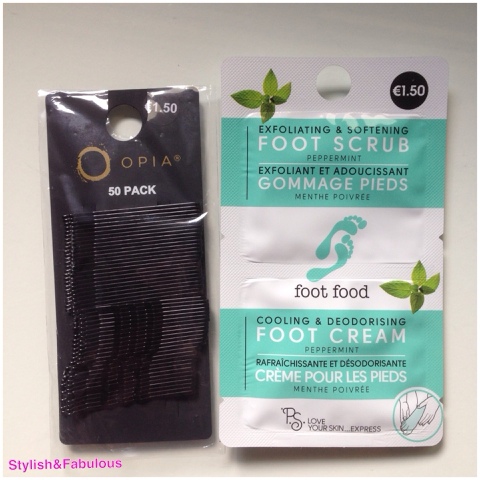 €1.50
OPIA®
50 PACK
€1.50
EXFOLIATING & SOFTENING
FOOT SCRUB
PEPPERMINT
EXFOLIANT ET ADOUCISSANT
GOMMAGE PIEDS
MENTHE POIVRÉE
foot food
COOLING & DEODORISING
FOOT CREAM
PEPPERMINT
RAFRAÎCHISSANTE ET DÉSODORISANTE
CRÈME POUR LES PIEDS
MENTHE POIVRÉE
P.S. LOVE
YOUR SKIN...EXPRESS
Stylish&Fabulous